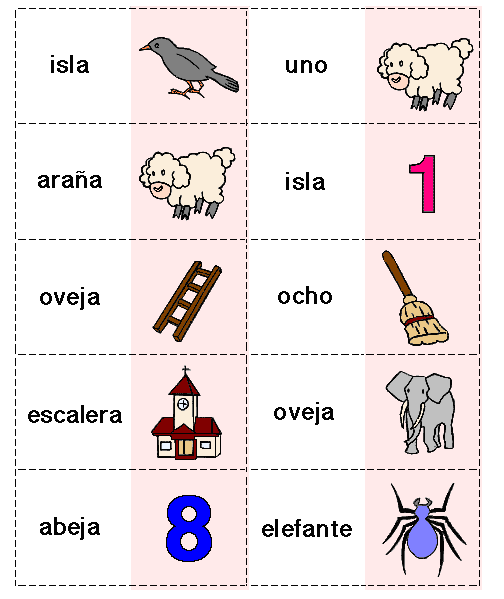 isla
uno
araña
isla
1
oveja
ocho
escalera
oveja
abeja
8
elefante